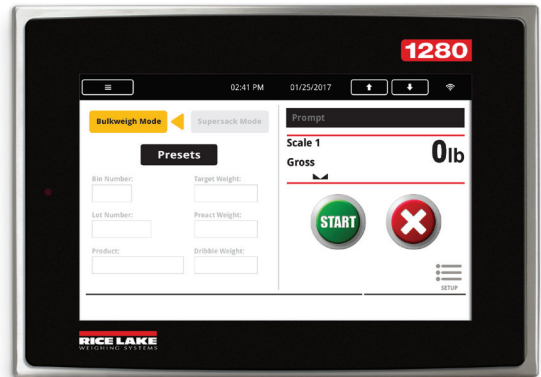 1280
02:41 PM 01/25/2017
Bulkweigh Mode Supersack Mode
Presets
Bin Number: Target Weight:
Lot Number: Preact Weight:
Product: Dribble Weight:
Prompt
Scale 1
Gross
0lb
START
SETUP
RICE LAKE
WEIGHING SYSTEMS